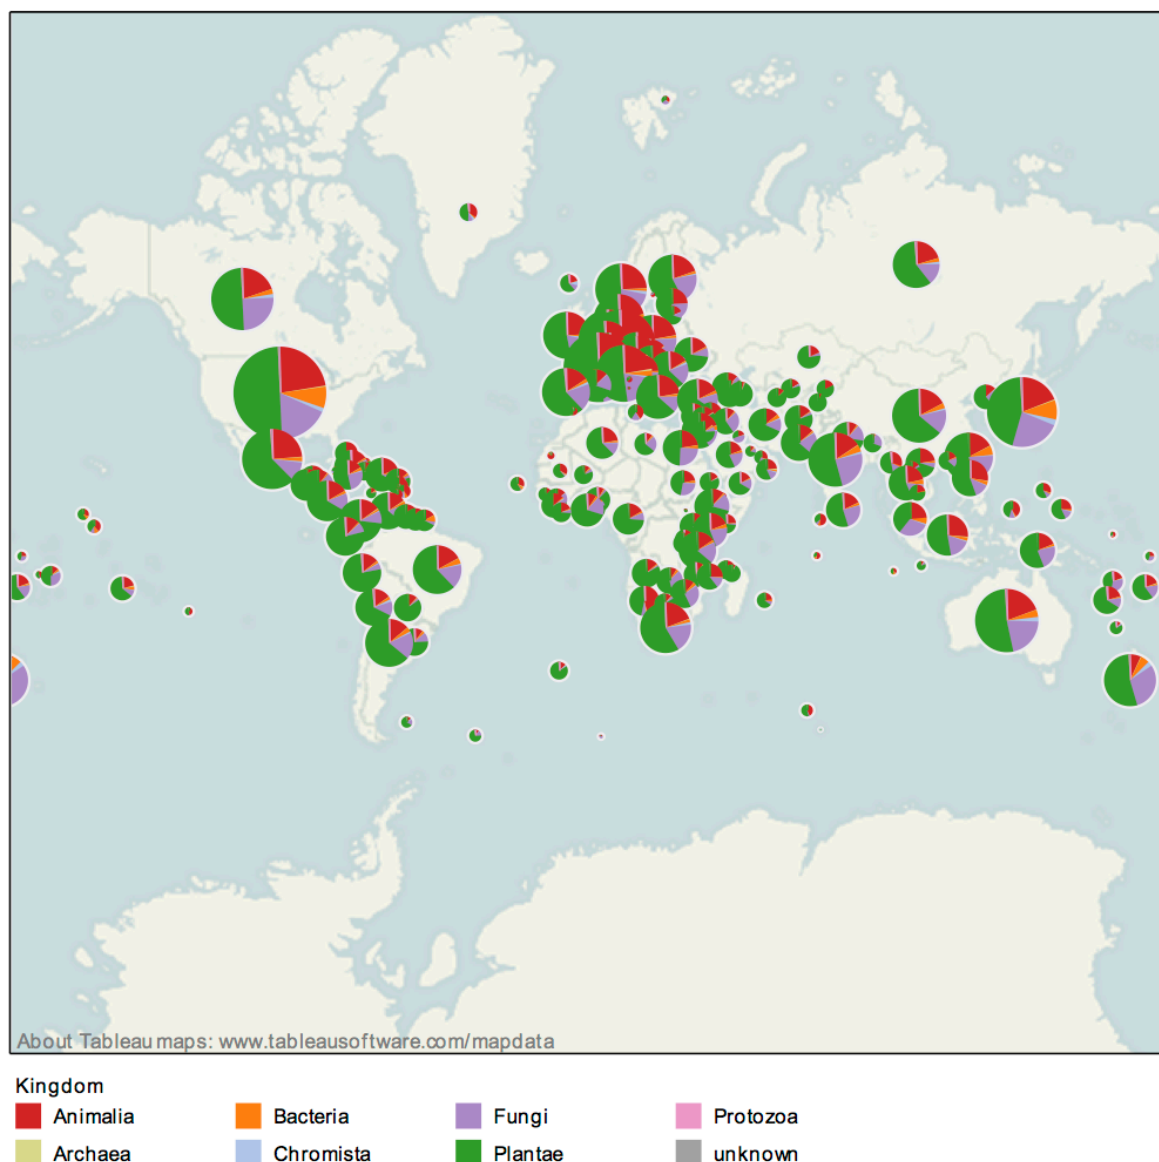 About Tableau maps: www.tableausoftware.com/mapdata
Kingdom
Animalia Bacteria Fungi Protozoa
Archaea Chromista Plantae unknown